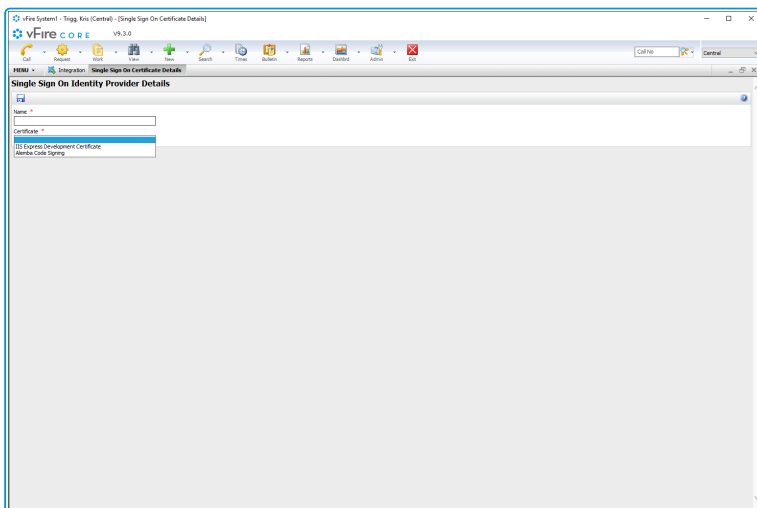 vFire System1 - Trigg, Kris (Central) - [Single Sign On Certificate Details]
vFire CORE V9.3.0
Call Request Work View New Search Times Bulletin Reports Dashbrd Admin Exit
Call No
Central
MENU Integration Single Sign On Certificate Details
Single Sign On Identity Provider Details
Name *
Certificate *
IIS Express Development Certificate
Alemba Code Signing